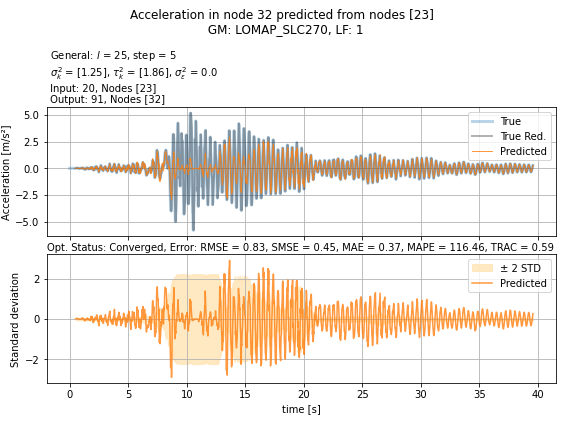 Acceleration in node 32 predicted from nodes [23]
GM: LOMAP_SLC270, LF: 1
General: l = 25, step = 5
σ²ₖ = [1.25], τ²ₖ = [1.86], σ²ₑ = 0.0
Input: 20, Nodes [23]
Output: 91, Nodes [32]
Acceleration [m/s²]
5.0
2.5
0.0
−2.5
−5.0
True
True Red.
Predicted
Opt. Status: Converged, Error: RMSE = 0.83, SMSE = 0.45, MAE = 0.37, MAPE = 116.46, TRAC = 0.59
Standard deviation
2
0
−2
± 2 STD
Predicted
0 5 10 15 20 25 30 35 40
time [s]